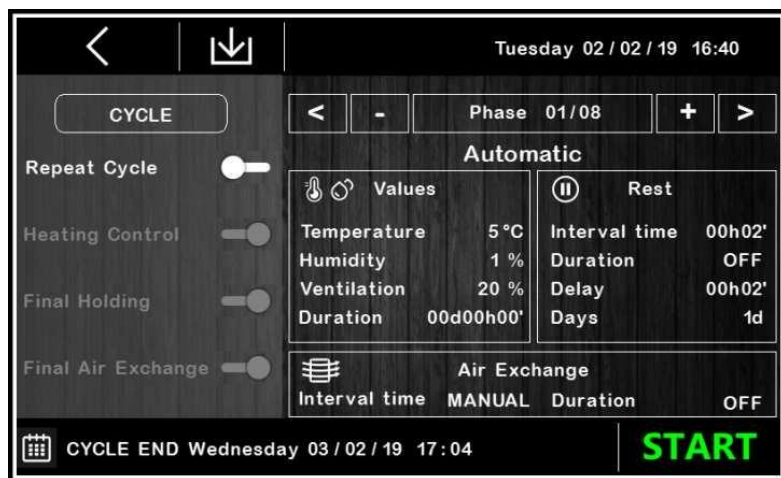 Tuesday 02 / 02 / 19 16:40
CYCLE
Repeat Cycle
Heating Control
Final Holding
Final Air Exchange
< - Phase 01/08 + >
Automatic
Values
Temperature 5°C
Humidity 1 %
Ventilation 20 %
Duration 00d00h00'
Rest
Interval time 00h02'
Duration OFF
Delay 00h02'
Days 1d
Air Exchange
Interval time MANUAL Duration OFF
CYCLE END Wednesday 03 / 02 / 19 17:04
START